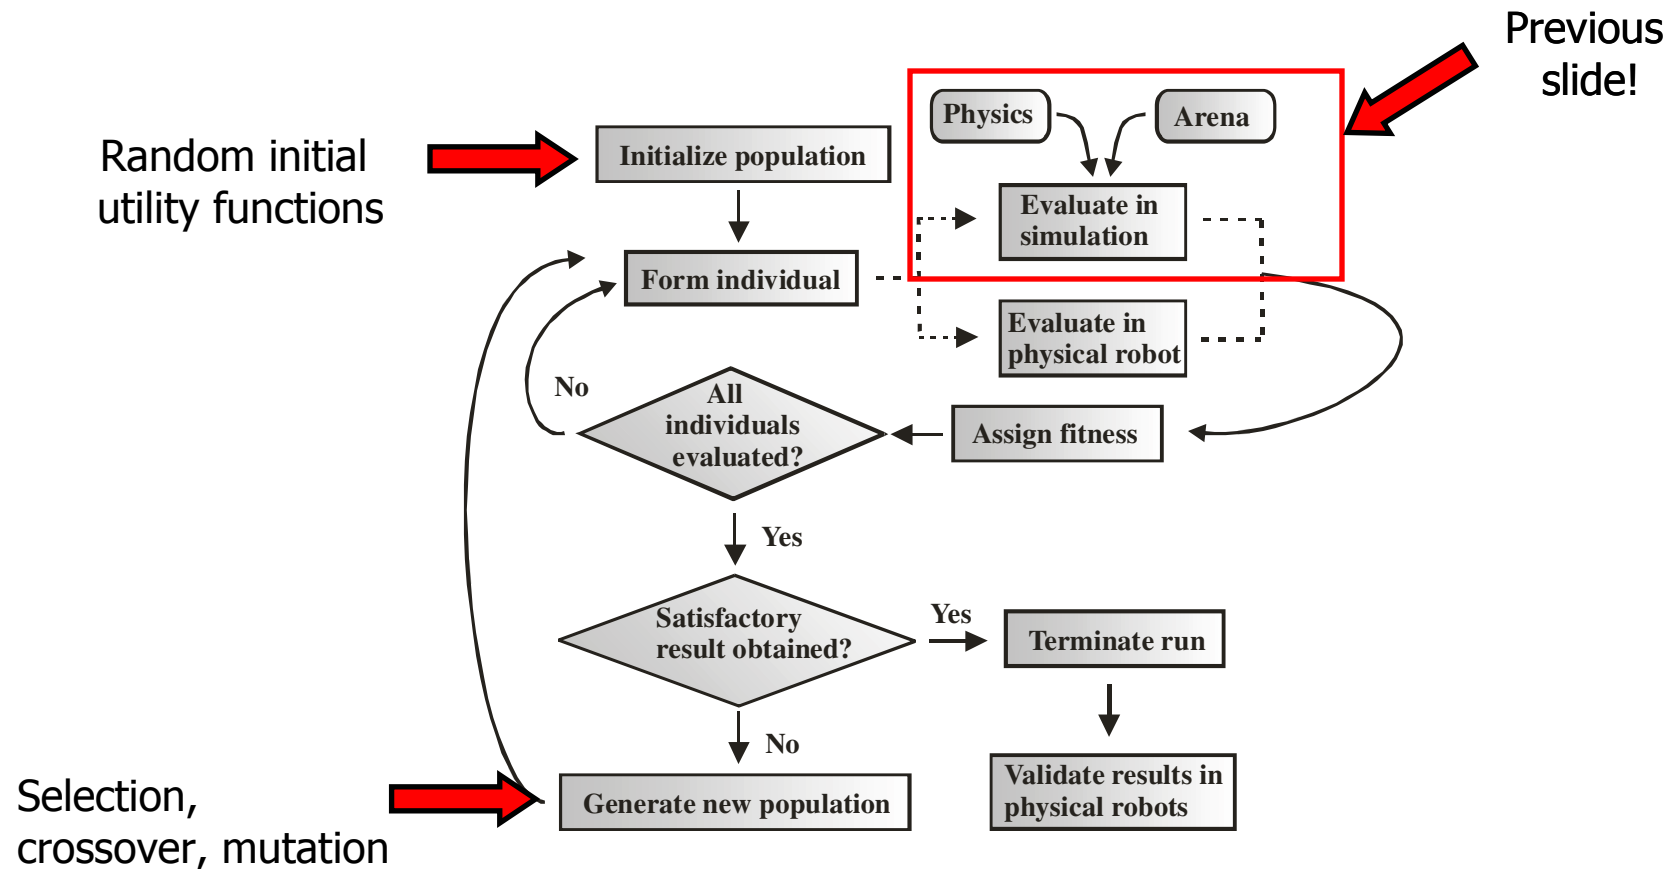 Previous
slide!
Physics
Arena
Random initial
utility functions
Initialize population
Evaluate in
simulation
Form individual
Evaluate in
physical robot
No
All
individuals
evaluated?
Assign fitness
Yes
Satisfactory
result obtained?
Yes
Terminate run
No
Selection,
crossover, mutation
Generate new population
Validate results in
physical robots